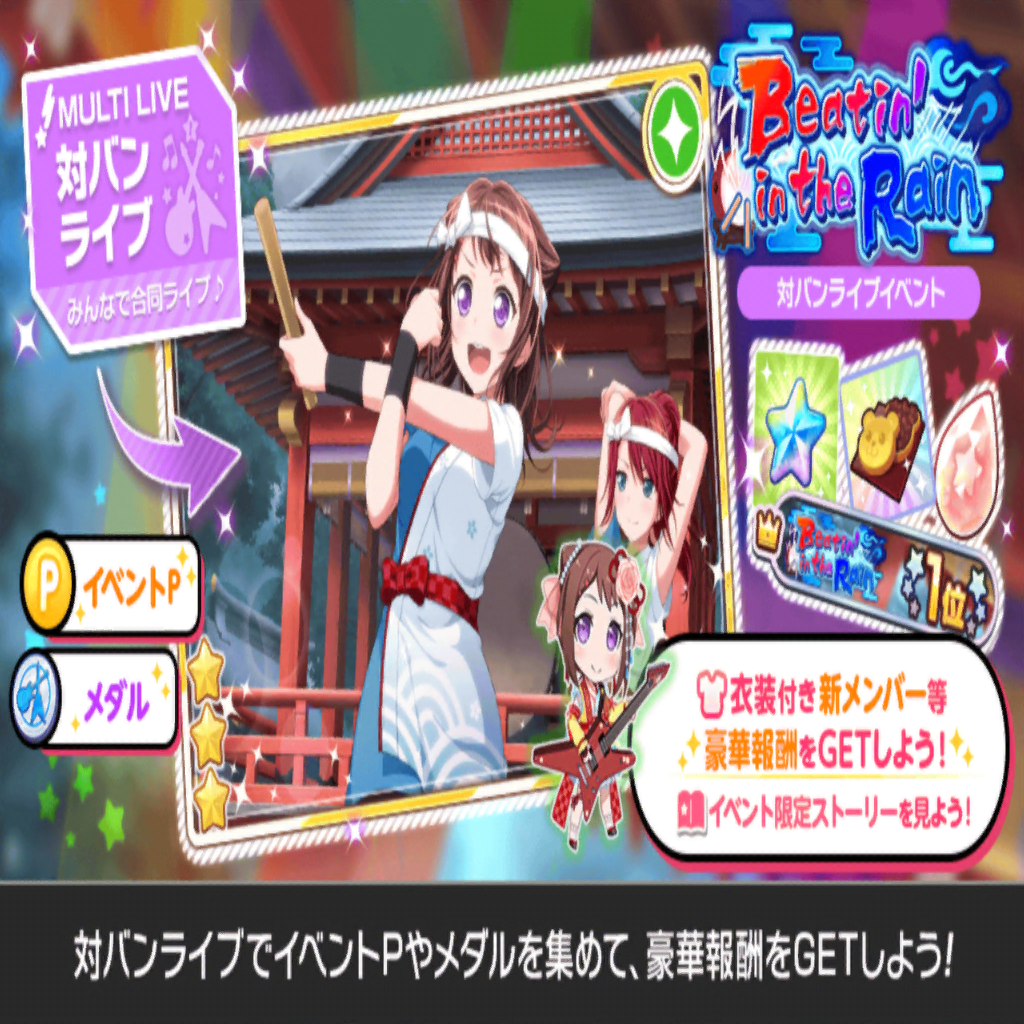 MULTI LIVE
対バン
ライブ
みんなで合同ライブ♪
Beatin'
in the Rain
対バンライブイベント
Beatin'
in the Rain
1位
P イベントP
メダル
衣装付き新メンバー等
豪華報酬をGETしよう!
イベント限定ストーリーを見よう!
対バンライブでイベントPやメダルを集めて、豪華報酬をGETしよう!